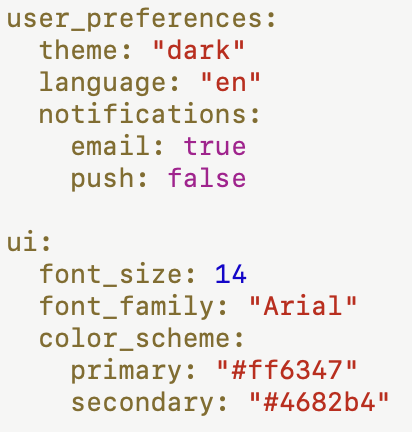 user_preferences:
  theme: "dark"
  language: "en"
  notifications:
    email: true
    push: false

ui:
  font_size: 14
  font_family: "Arial"
  color_scheme:
    primary: "#ff6347"
    secondary: "#4682b4"